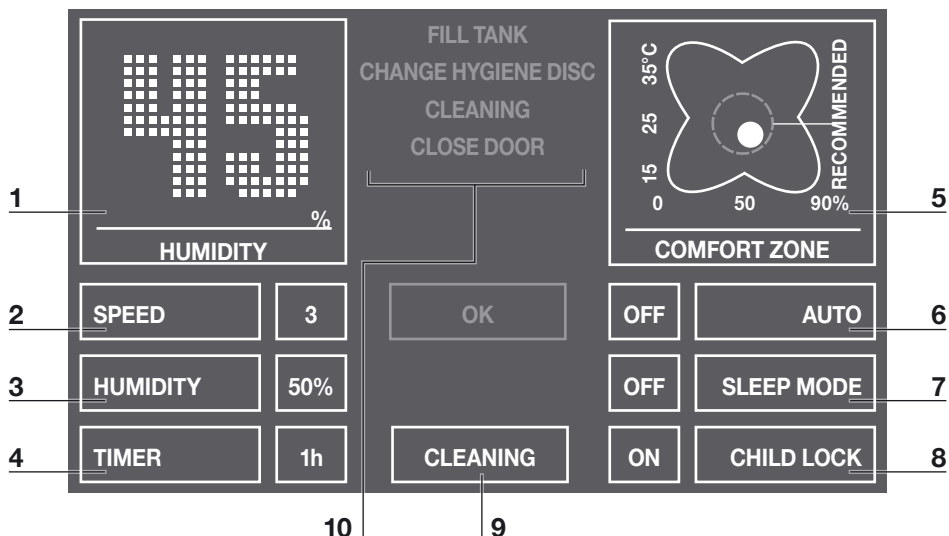 45
%
HUMIDITY
FILL TANK
CHANGE HYGIENE DISC
CLEANING
CLOSE DOOR
35°C
25
15
0 50 90%
RECOMMENDED
COMFORT ZONE
1
5
2 SPEED 3 OK OFF AUTO 6
3 HUMIDITY 50% OFF SLEEP MODE 7
4 TIMER 1h CLEANING ON CHILD LOCK 8
10 9